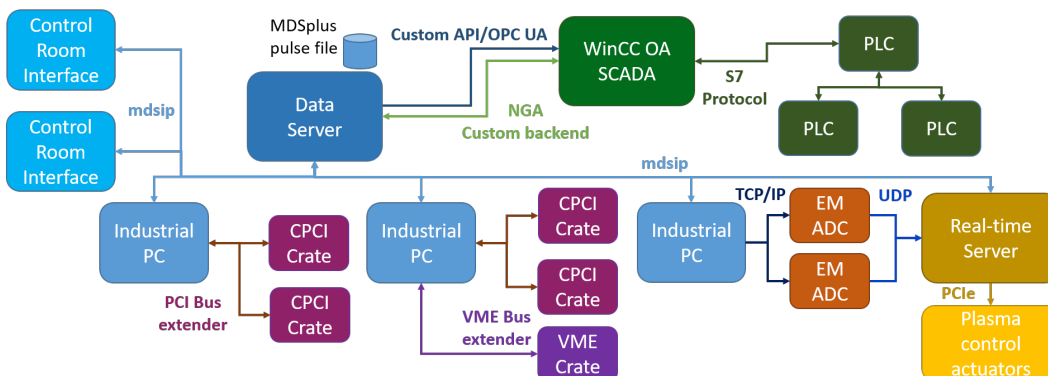 Control
Room
Interface
MDSplus
pulse file
Custom API/OPC UA
WinCC OA
SCADA
PLC
S7
Protocol
Data
Server
mdsip
NGA
Custom backend
PLC
PLC
Control
Room
Interface
mdsip
Industrial
PC
CPCI
Crate
CPCI
Crate
PCI Bus
extender
Industrial
PC
CPCI
Crate
CPCI
Crate
VME Bus
extender
VME
Crate
Industrial
PC
TCP/IP
EM
ADC
EM
ADC
UDP
Real-time
Server
PCIe
Plasma
control
actuators